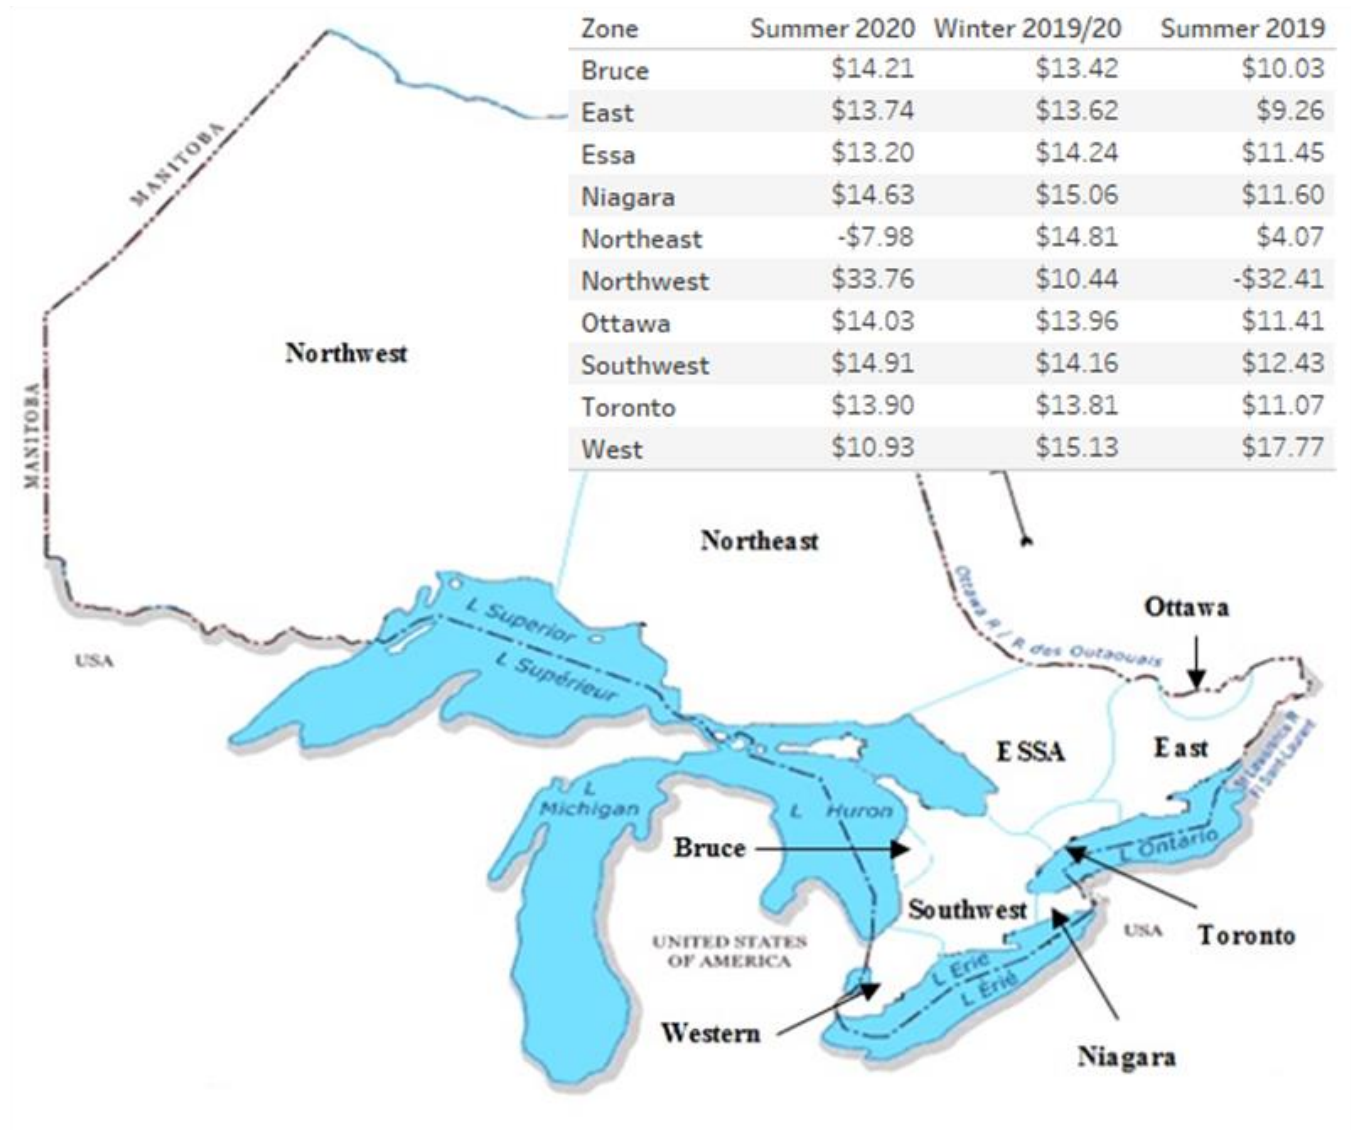 Zone Summer 2020 Winter 2019/20 Summer 2019
Bruce $14.21 $13.42 $10.03
East $13.74 $13.62 $9.26
Essa $13.20 $14.24 $11.45
Niagara $14.63 $15.06 $11.60
Northeast -$7.98 $14.81 $4.07
Northwest $33.76 $10.44 -$32.41
Ottawa $14.03 $13.96 $11.41
Southwest $14.91 $14.16 $12.43
Toronto $13.90 $13.81 $11.07
West $10.93 $15.13 $17.77
MANITOBA
Northwest
MANITOBA
Northeast
Ottawa R / R des Outaouais
Ottawa
L Superior
USA
L Supérieur
ESSA
East
St Lawrence R
Fl Saint-Laurent
L
Michigan
L Huron
Bruce
L Ontario
Southwest
USA
Toronto
UNITED STATES
OF AMERICA
L Erie
L Érié
Western
Niagara